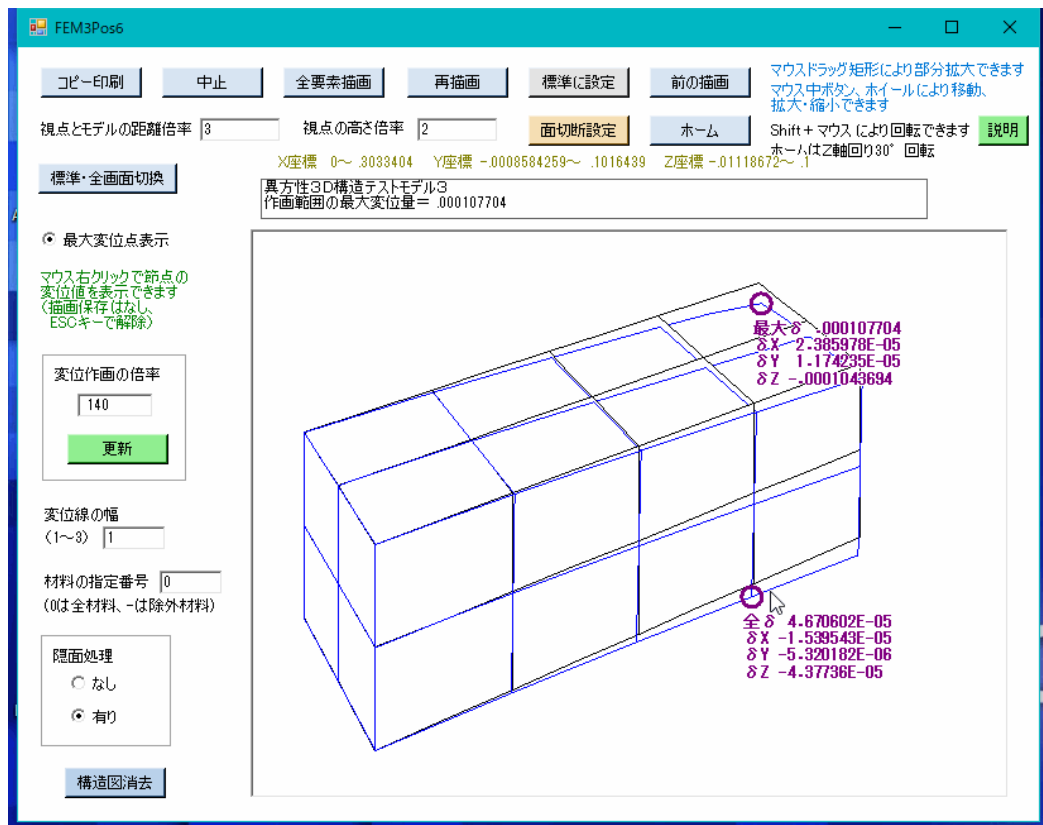 FEM3Pos6
コピー印刷
中止
全要素描画
再描画
標準に設定
前の描画
マウスドラッグ矩形により部分拡大できます
マウス中ボタン、ホイールにより移動、
拡大・縮小できます
視点とモデルの距離倍率 3
視点の高さ倍率 2
面切断設定
ホーム
Shift+マウスにより回転できます
ホームはZ軸回り30°回転
説明
標準・全画面切換
X座標 0～ .3033404 Y座標 -.0008584259～ .1016439 Z座標 -.01118672～ .1
異方性3D構造テストモデル3
作画範囲の最大変位量＝ .000107704
最大変位点表示
マウス右クリックで節点の
変位値を表示できます
(描画保存はなし、
ESCキーで解除)
変位作画の倍率
140
更新
変位線の幅
(1～3) 1
材料の指定番号 0
(0は全材料、-は除外材料)
隠面処理
なし
有り
構造図消去
最大δ .000107704
δX 2.385978E-05
δY 1.174235E-05
δZ -.0001043694
全δ 4.670602E-05
δX -1.539543E-05
δY -5.320182E-06
δZ -4.37736E-05